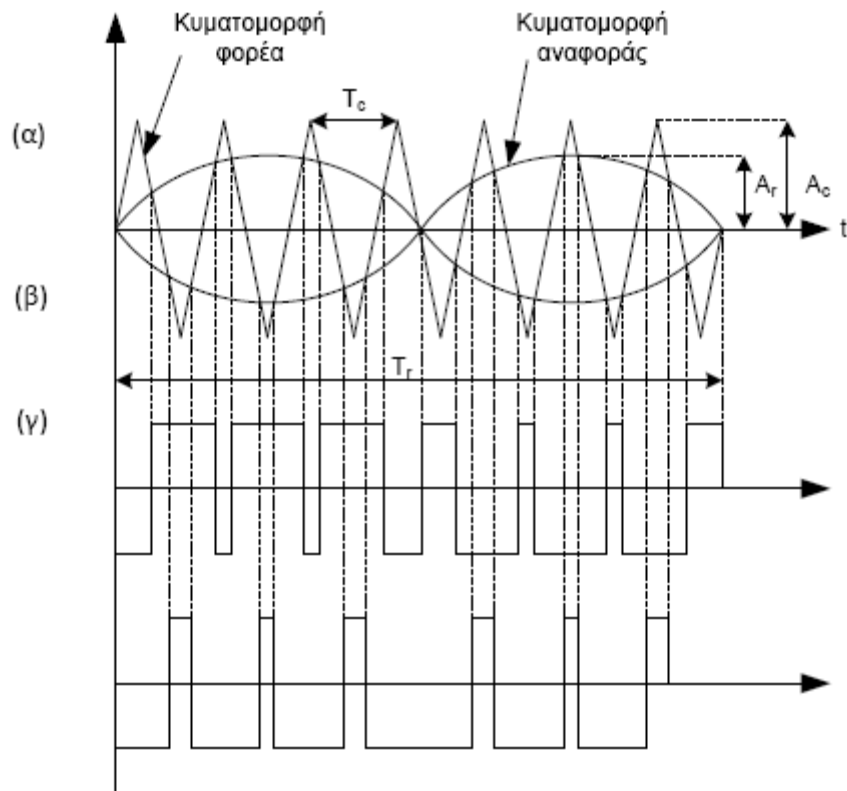 Κυματομορφή
φορέα
Κυματομορφή
αναφοράς
T_c
(α)
A_r
A_c
t
(β)
T_r
(γ)